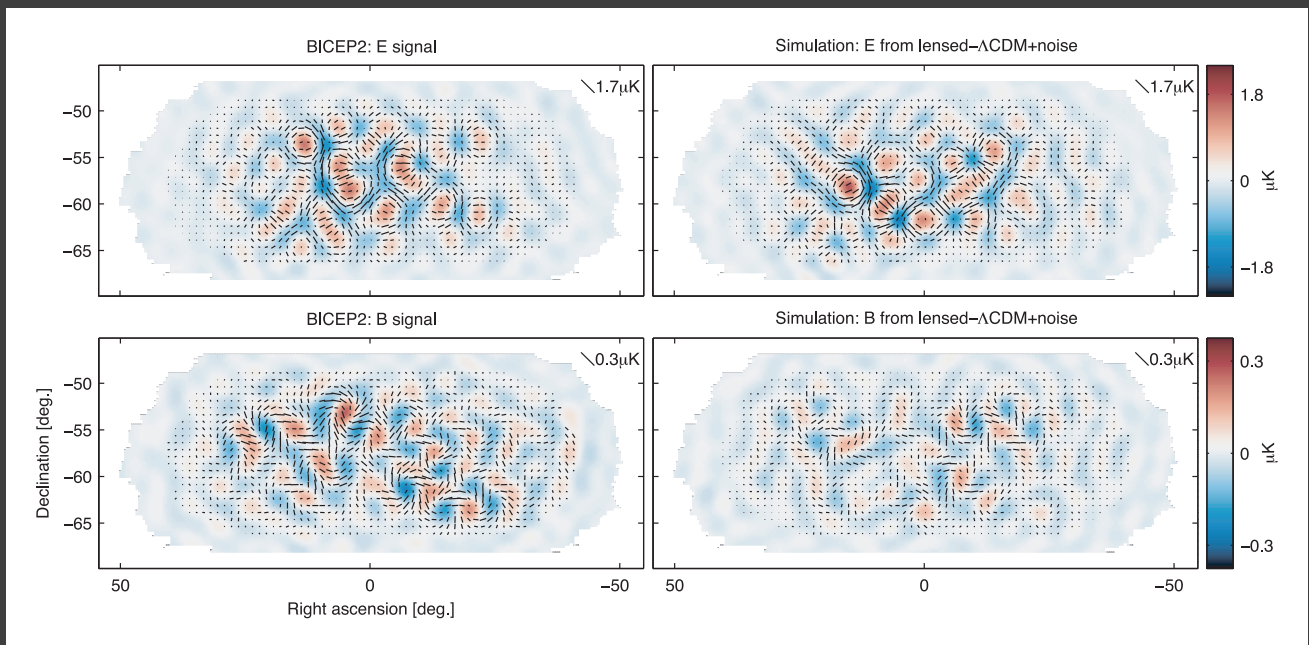 BICEP2: E signal
Simulation: E from lensed−ΛCDM+noise
1.7μK
1.7μK
−50
−55
−60
−65
1.8
0
−1.8
μK
BICEP2: B signal
Simulation: B from lensed−ΛCDM+noise
0.3μK
0.3μK
−50
−55
−60
−65
0.3
0
−0.3
μK
Declination [deg.]
50
0
−50
50
0
−50
Right ascension [deg.]